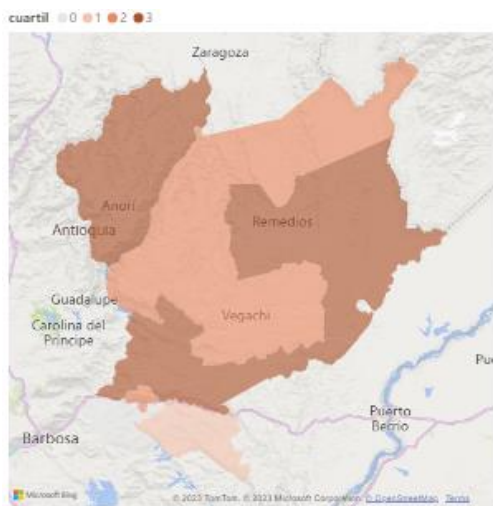 cuartil 0 1 2 3
Zaragoza
Anorí
Remedios
Antioquia
Guadalupe
Vegachí
Carolina del
Príncipe
Puerto
Berrío
Barbosa
Microsoft Bing
© 2023 TomTom, © 2023 Microsoft Corporation, © OpenStreetMap Terms